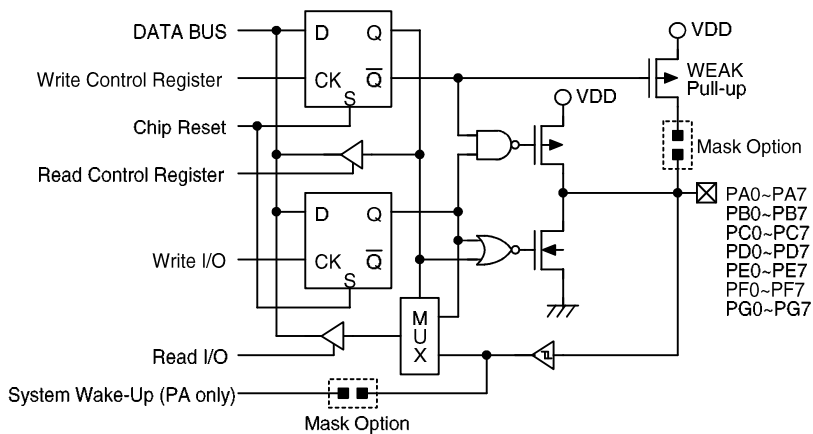 DATA BUS
Write Control Register
Chip Reset
Read Control Register
Write I/O
Read I/O
System Wake-Up (PA only)
D Q
CK Q
S
D Q
CK Q
S
M
U
X
Mask Option
VDD
VDD
WEAK
Pull-up
Mask Option
PA0~PA7
PB0~PB7
PC0~PC7
PD0~PD7
PE0~PE7
PF0~PF7
PG0~PG7